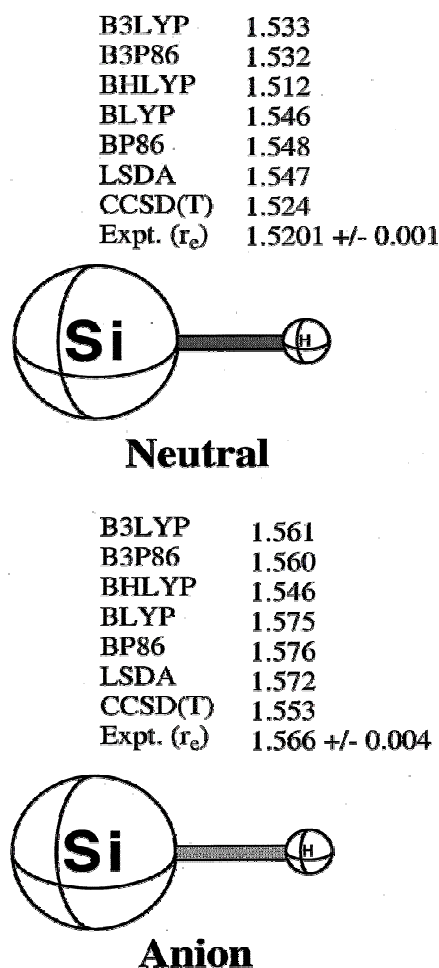 B3LYP 1.533
B3P86 1.532
BHLYP 1.512
BLYP 1.546
BP86 1.548
LSDA 1.547
CCSD(T) 1.524
Expt. (re) 1.5201 +/- 0.001
Si H
Neutral
B3LYP 1.561
B3P86 1.560
BHLYP 1.546
BLYP 1.575
BP86 1.576
LSDA 1.572
CCSD(T) 1.553
Expt. (re) 1.566 +/- 0.004
Si H
Anion